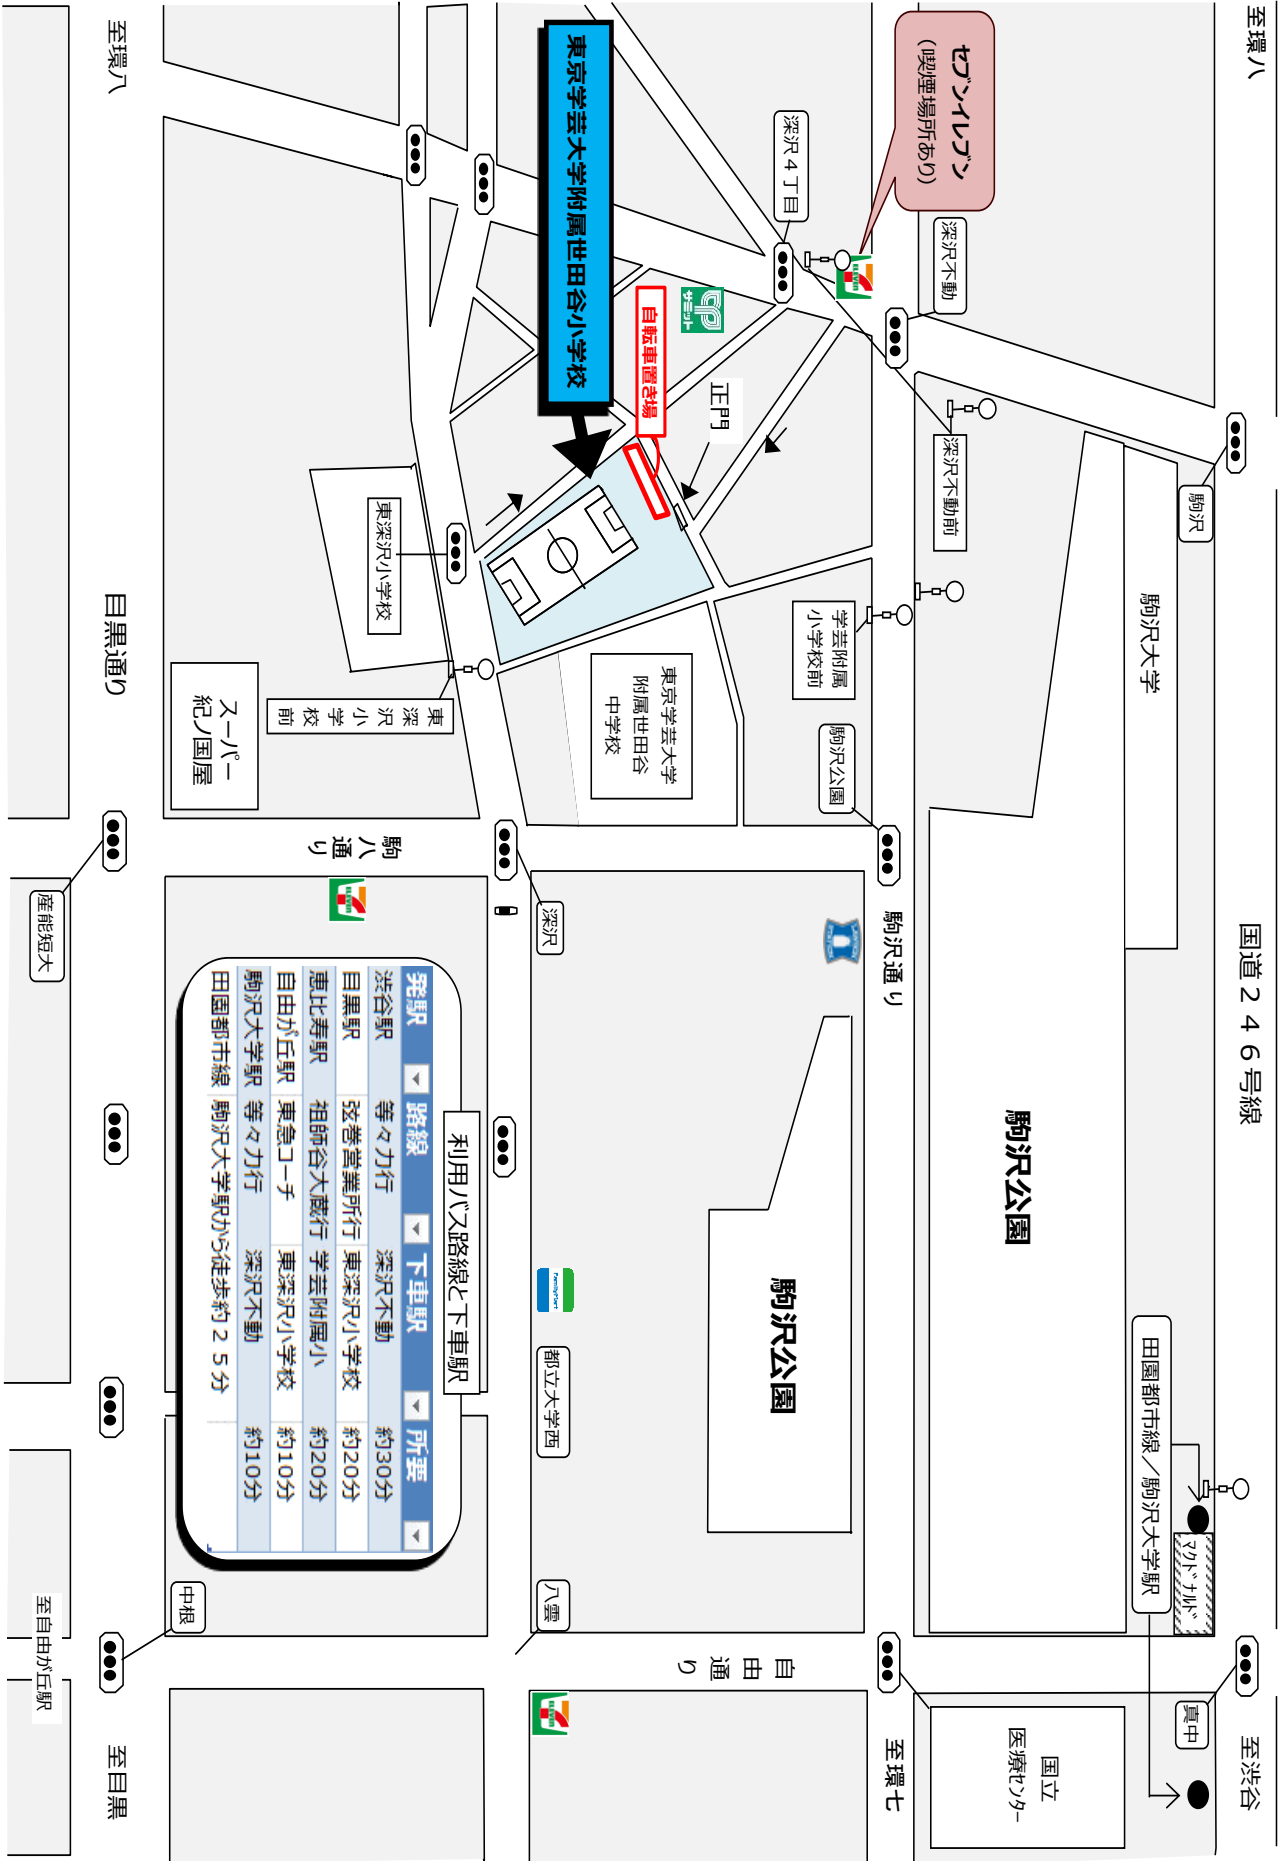 至環八
国道２４６号線
至渋谷
駒沢
駒沢大学
田園都市線／駒沢大学駅
マクドナルド
真中
セブンイレブン
（喫煙場所あり）
深沢不動
深沢不動前
駒沢公園
国立
医療センター
駒沢通り
至環七
深沢４丁目
学芸附属
小学校前
駒沢公園
駒沢公園
サミット
正門
自転車置き場
東京学芸大学附属世田谷小学校
東京学芸大学
附属世田谷
中学校
自由通り
深沢
FamilyMart
都立大学西
八雲
東深沢小学校
東深沢小学校前
駒八通り
スーパー
紀ノ国屋
利用バス路線と下車駅
発駅 路線 下車駅 所要
渋谷駅 等々力行 深沢不動 約30分
目黒駅 弦巻営業所行 東深沢小学校 約20分
恵比寿駅 祖師谷大蔵行 学芸附属小 約20分
自由が丘駅 東急コーチ 東深沢小学校 約10分
駒沢大学駅 等々力行 深沢不動 約10分
田園都市線 駒沢大学駅から徒歩約２５分
中根
至環八
目黒通り
至目黒
産能短大
至自由が丘駅